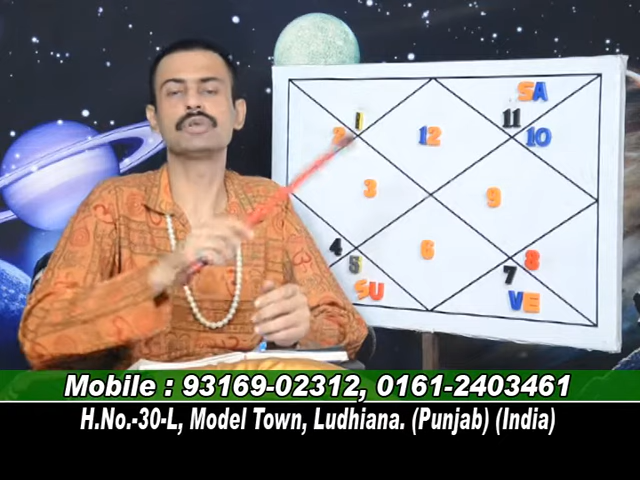 SA
1
11
2
12
10
3
9
4
6
8
5
7
SU
VE
Mobile : 93169-02312, 0161-2403461
H.No.-30-L, Model Town, Ludhiana. (Punjab) (India)